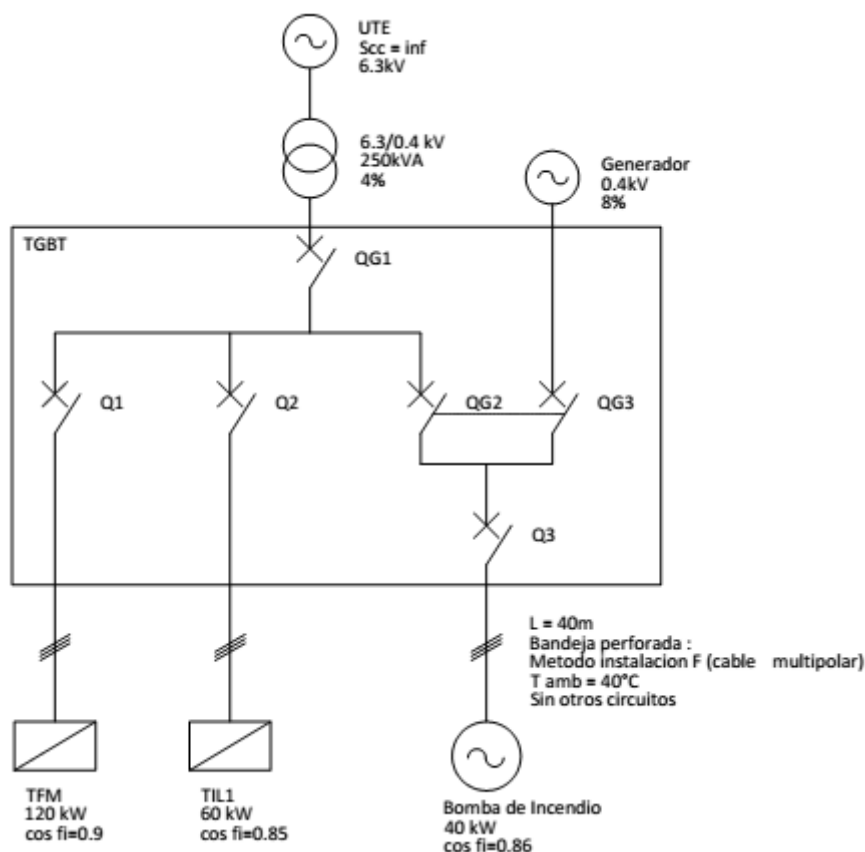 UTE
Scc = inf
6.3kV
6.3/0.4 kV
250kVA
4%
Generador
0.4kV
8%
TGBT
QG1
Q1
Q2
QG2
QG3
Q3
L = 40m
Bandeja perforada :
Metodo instalacion F (cable multipolar)
T amb = 40°C
Sin otros circuitos
TFM
120 kW
cos fi=0.9
TIL1
60 kW
cos fi=0.85
Bomba de Incendio
40 kW
cos fi=0.86